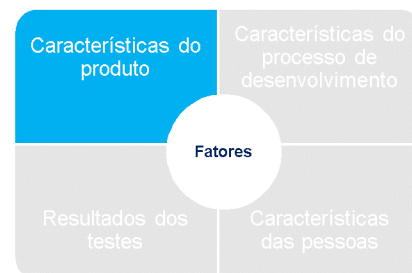 Características do
produto
Características do
processo de
desenvolvimento
Fatores
Resultados dos
testes
Características
das pessoas